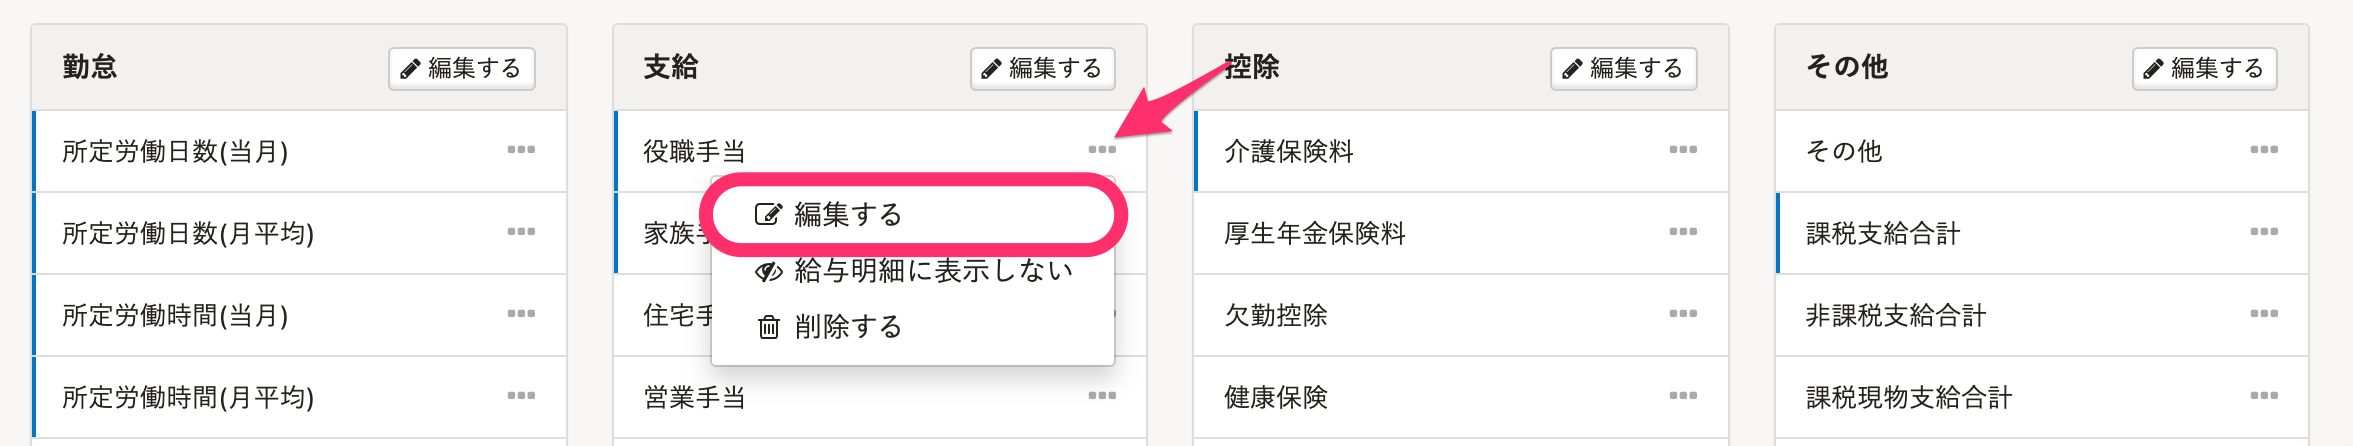 勤怠
編集する
所定労働日数(当月)
所定労働日数(月平均)
所定労働時間(当月)
所定労働時間(月平均)
支給
編集する
役職手当
家族手
住宅手
営業手当
編集する
給与明細に表示しない
削除する
控除
編集する
介護保険料
厚生年金保険料
欠勤控除
健康保険
その他
編集する
その他
課税支給合計
非課税支給合計
課税現物支給合計